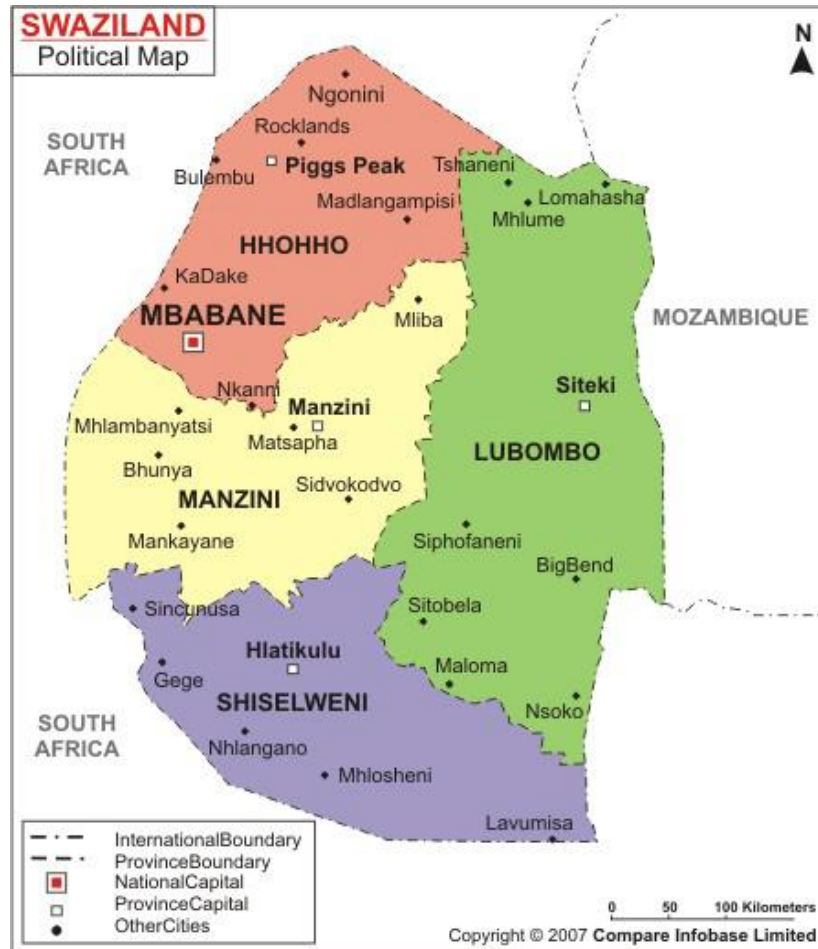 SWAZILAND
Political Map
N
Ngonini
SOUTH
AFRICA
Rocklands
Bulembu
Piggs Peak
Tshaneni
Lomahasha
Madlangampisi
Mhlume
HHOHHO
KaDake
MBABANE
Mliba
MOZAMBIQUE
Siteki
Nkanni
Manzini
Mhlambanyatsi
Matsapha
Bhunya
LUBOMBO
MANZINI
Sidvokodvo
Mankayane
Siphofaneni
BigBend
Sincunusa
Sitobela
Hlatikulu
Gege
Maloma
SHISELWENI
Nsoko
SOUTH
AFRICA
Nhlangano
Mhlosheni
Lavumisa
InternationalBoundary
ProvinceBoundary
NationalCapital
ProvinceCapital
OtherCities
0 50 100 Kilometers
Copyright © 2007 Compare Infobase Limited